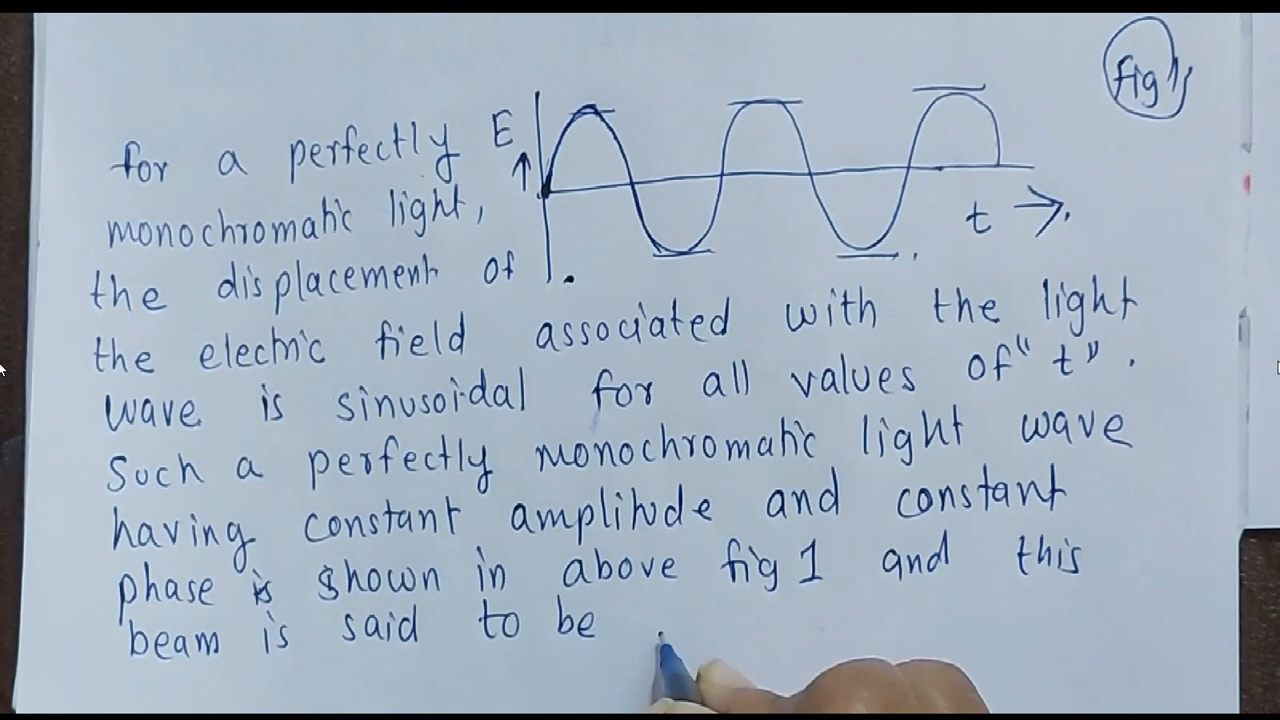 fig 1
for a perfectly E
monochromatic light,
t
the displacement of
the electric field associated with the light
wave is sinusoidal for all values of "t".
Such a perfectly monochromatic light wave
having constant amplitude and constant
phase is shown in above fig 1 and this
beam is said to be